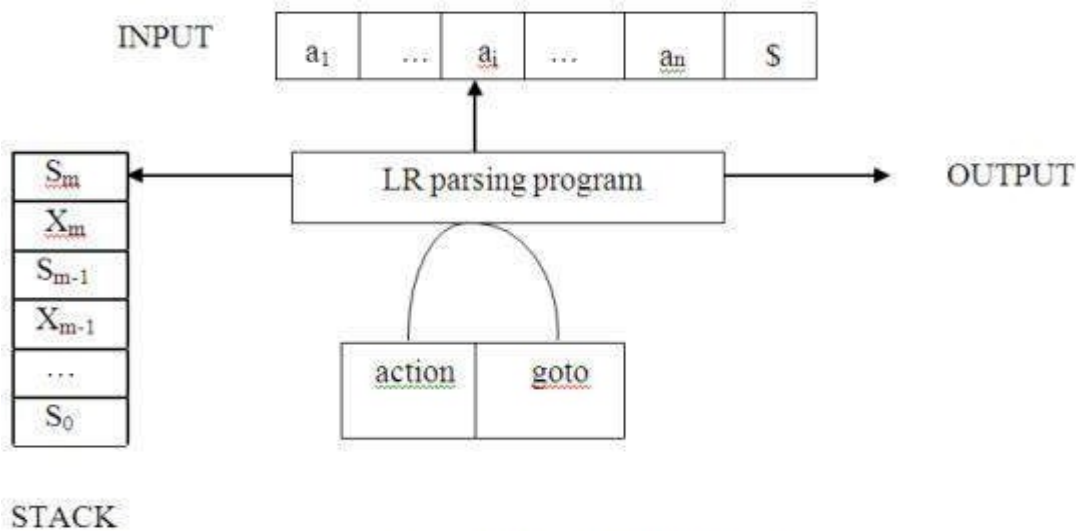 INPUT
a₁ ... aᵢ ... aₙ $
LR parsing program
OUTPUT
Sₘ
Xₘ
Sₘ₋₁
Xₘ₋₁
...
S₀
action goto
STACK